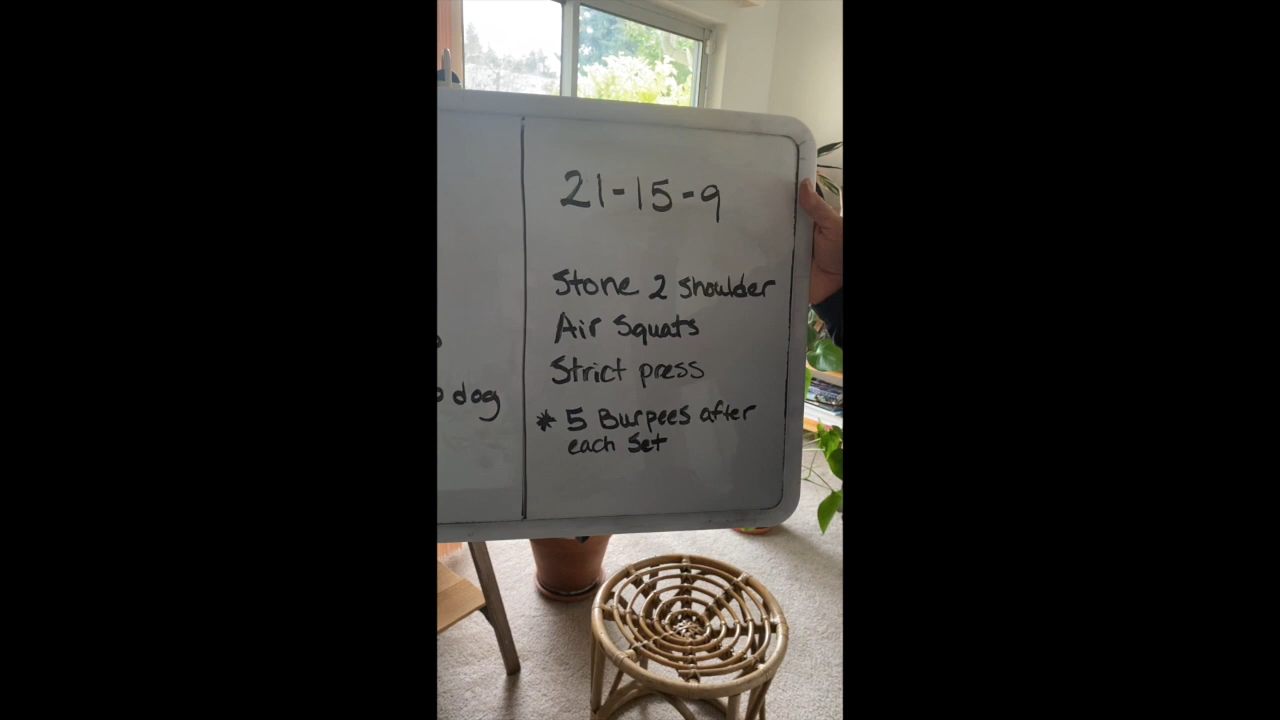 21-15-9
Stone 2 shoulder
Air Squats
Strict press
dog
* 5 Burpees after
each Set